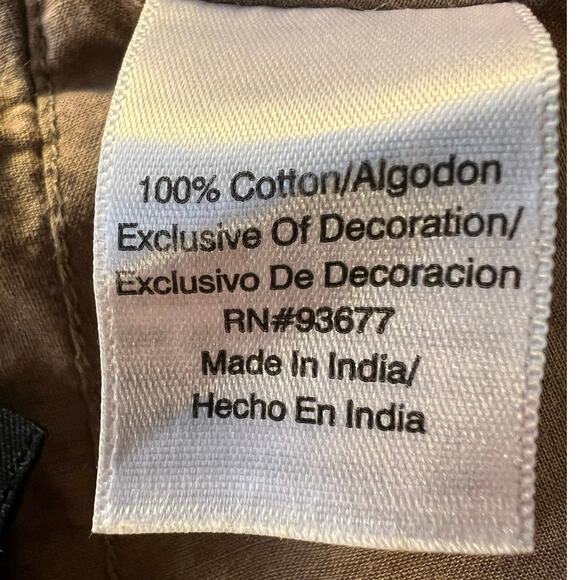 100% Cotton/Algodon
Exclusive Of Decoration/
Exclusivo De Decoracion
RN#93677
Made In India/
Hecho En India